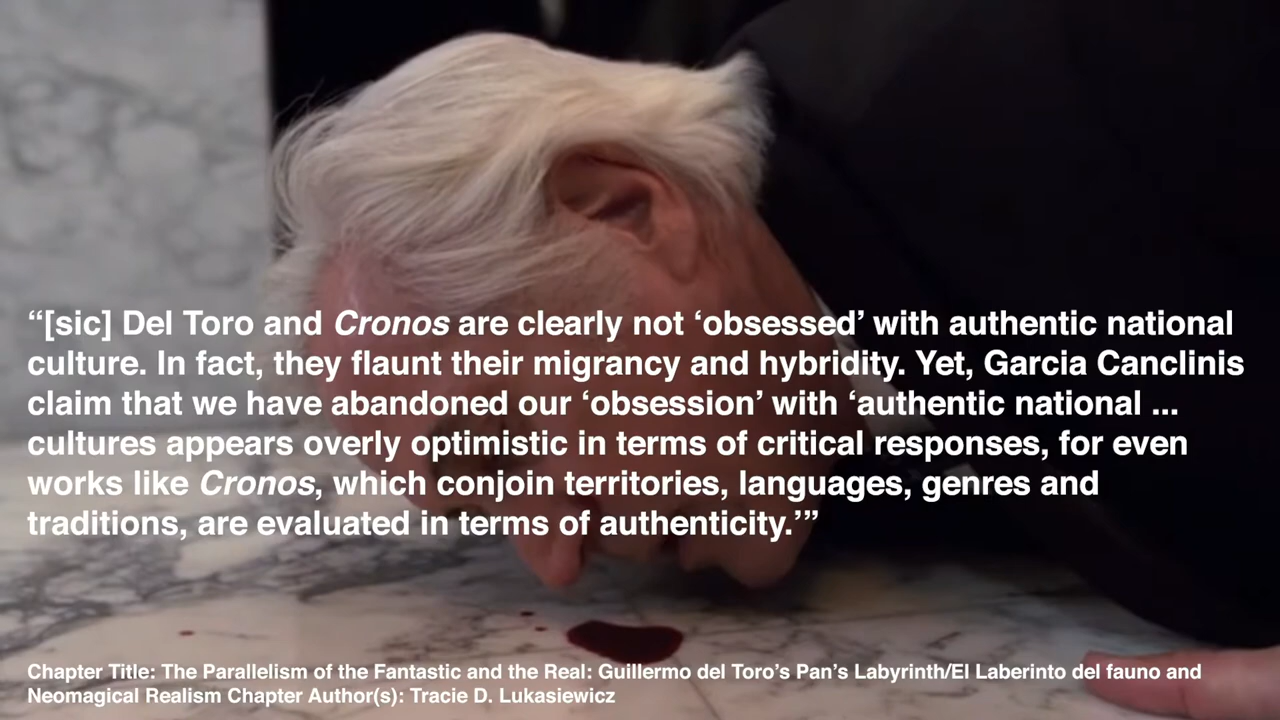 “[sic] Del Toro and Cronos are clearly not ‘obsessed’ with authentic national
culture. In fact, they flaunt their migrancy and hybridity. Yet, Garcia Canclinis
claim that we have abandoned our ‘obsession’ with ‘authentic national ...
cultures appears overly optimistic in terms of critical responses, for even
works like Cronos, which conjoin territories, languages, genres and
traditions, are evaluated in terms of authenticity.’”
Chapter Title: The Parallelism of the Fantastic and the Real: Guillermo del Toro’s Pan’s Labyrinth/El Laberinto del fauno and
Neomagical Realism Chapter Author(s): Tracie D. Lukasiewicz